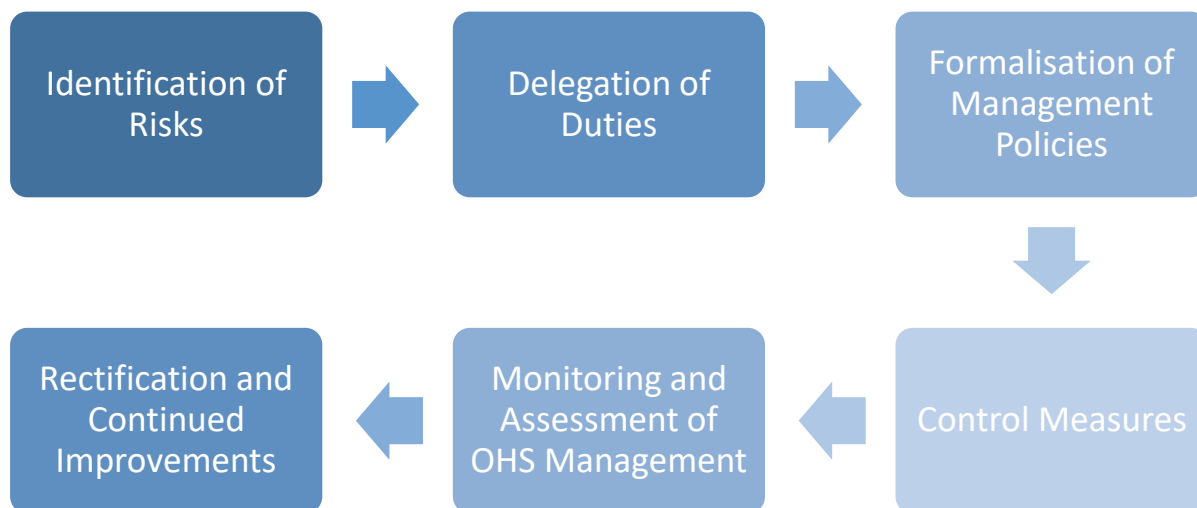 Identification of
Risks
Delegation of
Duties
Formalisation of
Management
Policies
Control Measures
Monitoring and
Assessment of
OHS Management
Rectification and
Continued
Improvements